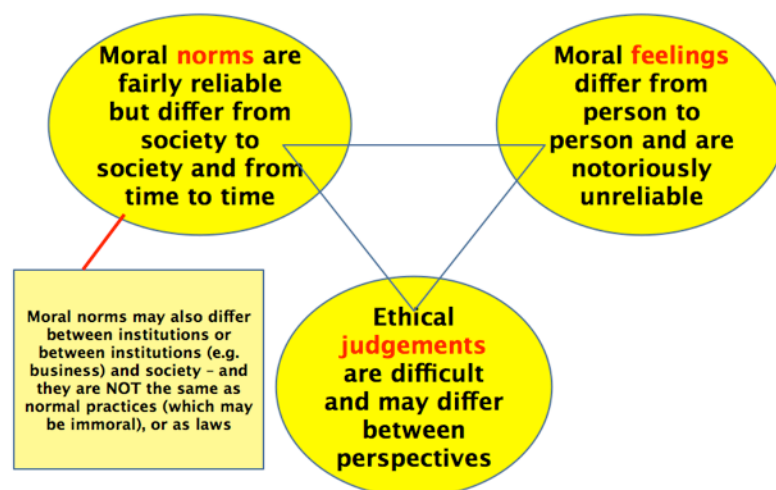 Moral norms are
fairly reliable
but differ from
society to
society and from
time to time
Moral feelings
differ from
person to
person and are
notoriously
unreliable
Moral norms may also differ
between institutions or
between institutions (e.g.
business) and society – and
they are NOT the same as
normal practices (which may
be immoral), or as laws
Ethical
judgements
are difficult
and may differ
between
perspectives